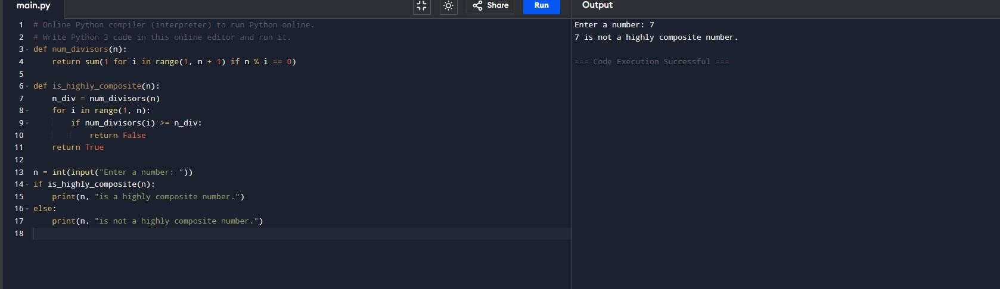 main.py
Share
Run
Output
1 # Online Python compiler (interpreter) to run Python online.
2 # Write Python 3 code in this online editor and run it.
3 def num_divisors(n):
4     return sum(1 for i in range(1, n + 1) if n % i == 0)
5
6 def is_highly_composite(n):
7     n_div = num_divisors(n)
8     for i in range(1, n):
9         if num_divisors(i) >= n_div:
10             return False
11     return True
12
13 n = int(input("Enter a number: "))
14 if is_highly_composite(n):
15     print(n, "is a highly composite number.")
16 else:
17     print(n, "is not a highly composite number.")
18
Enter a number: 7
7 is not a highly composite number.
=== Code Execution Successful ===